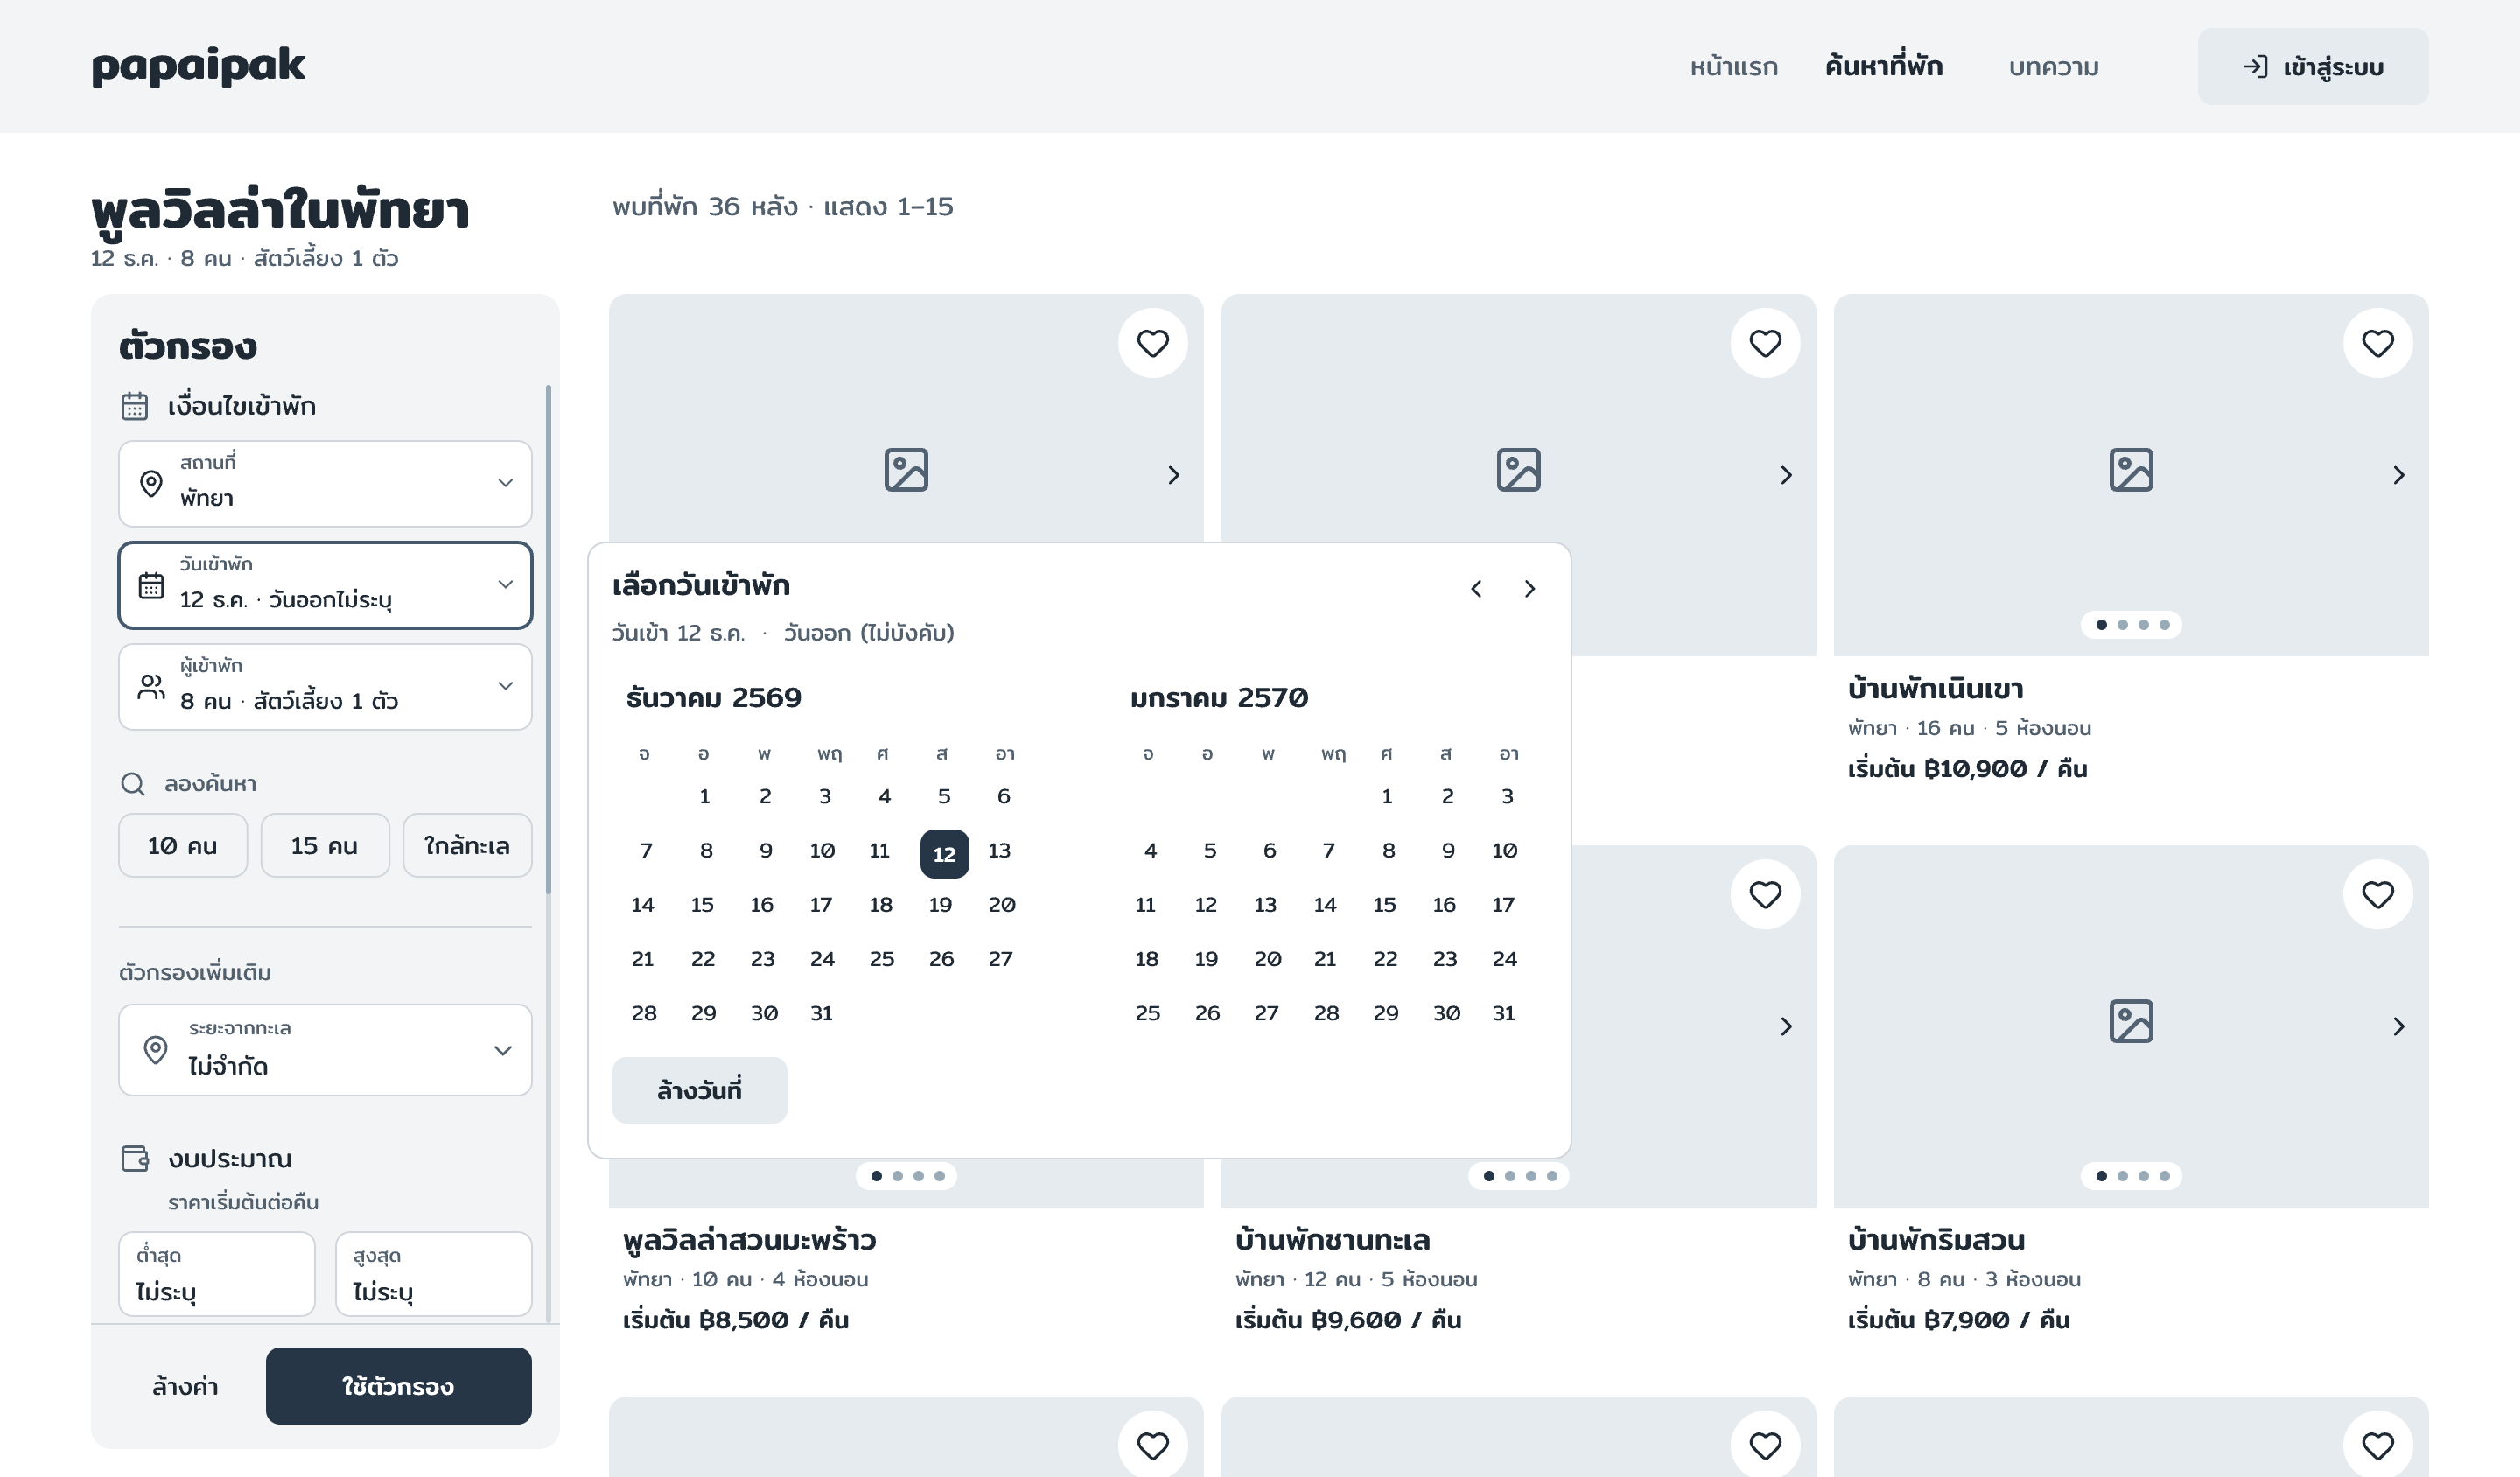 papaipak
หน้าแรก ค้นหาที่พัก บทความ เข้าสู่ระบบ
พูลวิลล่าในพัทยา
12 ธ.ค. · 8 คน · สัตว์เลี้ยง 1 ตัว
พบที่พัก 36 หลัง · แสดง 1–15
ตัวกรอง
เงื่อนไขเข้าพัก
สถานที่
พัทยา
วันเข้าพัก
12 ธ.ค. · วันออกไม่ระบุ
ผู้เข้าพัก
8 คน · สัตว์เลี้ยง 1 ตัว
ลองค้นหา
10 คน 15 คน ใกล้ทะเล
ตัวกรองเพิ่มเติม
ระยะจากทะเล
ไม่จำกัด
งบประมาณ
ราคาเริ่มต้นต่อคืน
ต่ำสุด สูงสุด
ไม่ระบุ ไม่ระบุ
ล้างค่า ใช้ตัวกรอง
เลือกวันเข้าพัก
วันเข้า 12 ธ.ค. · วันออก (ไม่บังคับ)
ธันวาคม 2569
จ อ พ พฤ ศ ส อา
1 2 3 4 5 6
7 8 9 10 11 12 13
14 15 16 17 18 19 20
21 22 23 24 25 26 27
28 29 30 31
มกราคม 2570
จ อ พ พฤ ศ ส อา
1 2 3
4 5 6 7 8 9 10
11 12 13 14 15 16 17
18 19 20 21 22 23 24
25 26 27 28 29 30 31
ล้างวันที่
บ้านพักเนินเขา
พัทยา · 16 คน · 5 ห้องนอน
เริ่มต้น ฿10,900 / คืน
พูลวิลล่าสวนมะพร้าว
พัทยา · 10 คน · 4 ห้องนอน
เริ่มต้น ฿8,500 / คืน
บ้านพักชานทะเล
พัทยา · 12 คน · 5 ห้องนอน
เริ่มต้น ฿9,600 / คืน
บ้านพักริมสวน
พัทยา · 8 คน · 3 ห้องนอน
เริ่มต้น ฿7,900 / คืน